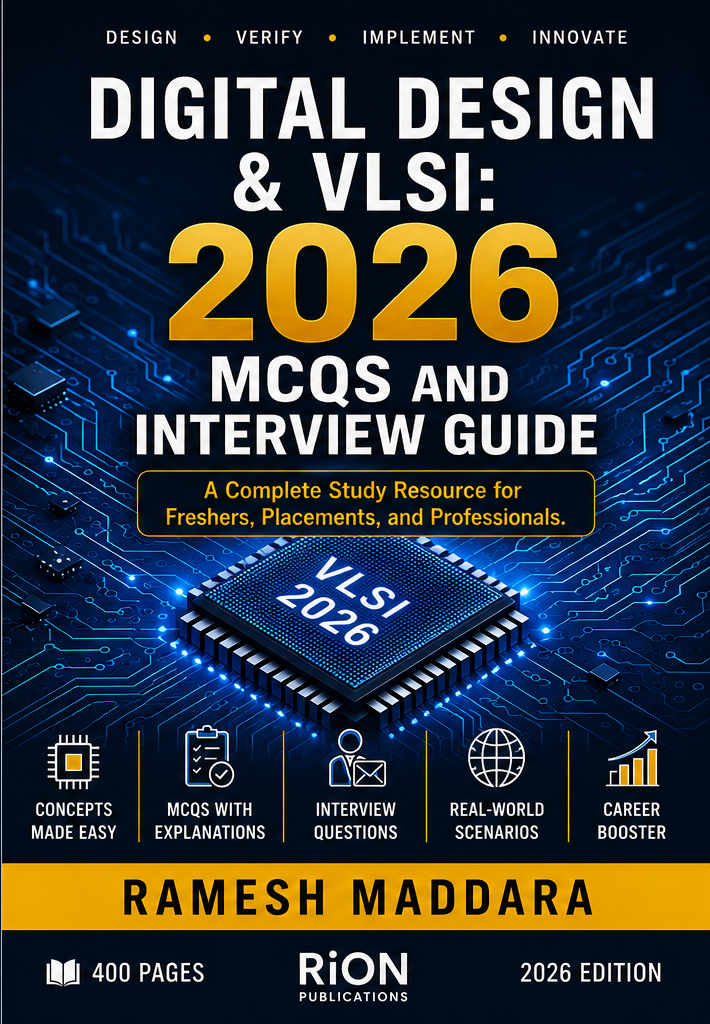 DESIGN • VERIFY • IMPLEMENT • INNOVATE
DIGITAL DESIGN
& VLSI:
2026
MCQS AND
INTERVIEW GUIDE
A Complete Study Resource for
Freshers, Placements, and Professionals.
VLSI
2026
CONCEPTS
MADE EASY
MCQS WITH
EXPLANATIONS
INTERVIEW
QUESTIONS
REAL-WORLD
SCENARIOS
CAREER
BOOSTER
RAMESH MADDARA
400 PAGES
RiON
PUBLICATIONS
2026 EDITION